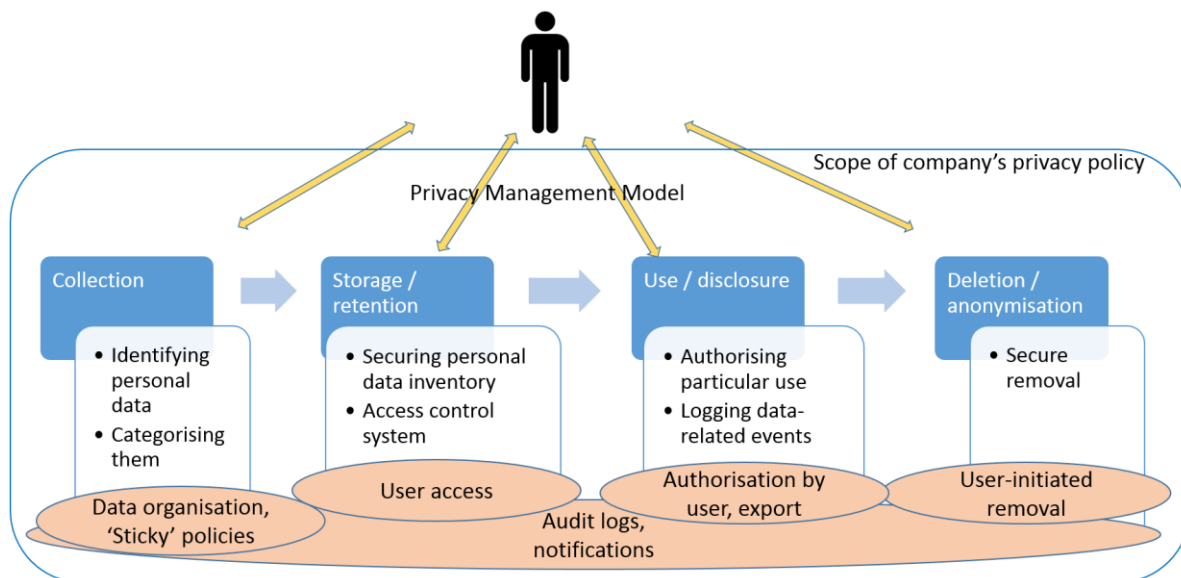 Scope of company's privacy policy
Privacy Management Model
Collection
• Identifying
personal
data
• Categorising
them
Data organisation,
'Sticky' policies
Storage /
retention
• Securing personal
data inventory
• Access control
system
User access
Use / disclosure
• Authorising
particular use
• Logging data-
related events
Authorisation by
user, export
Deletion /
anonymisation
• Secure
removal
User-initiated
removal
Audit logs,
notifications